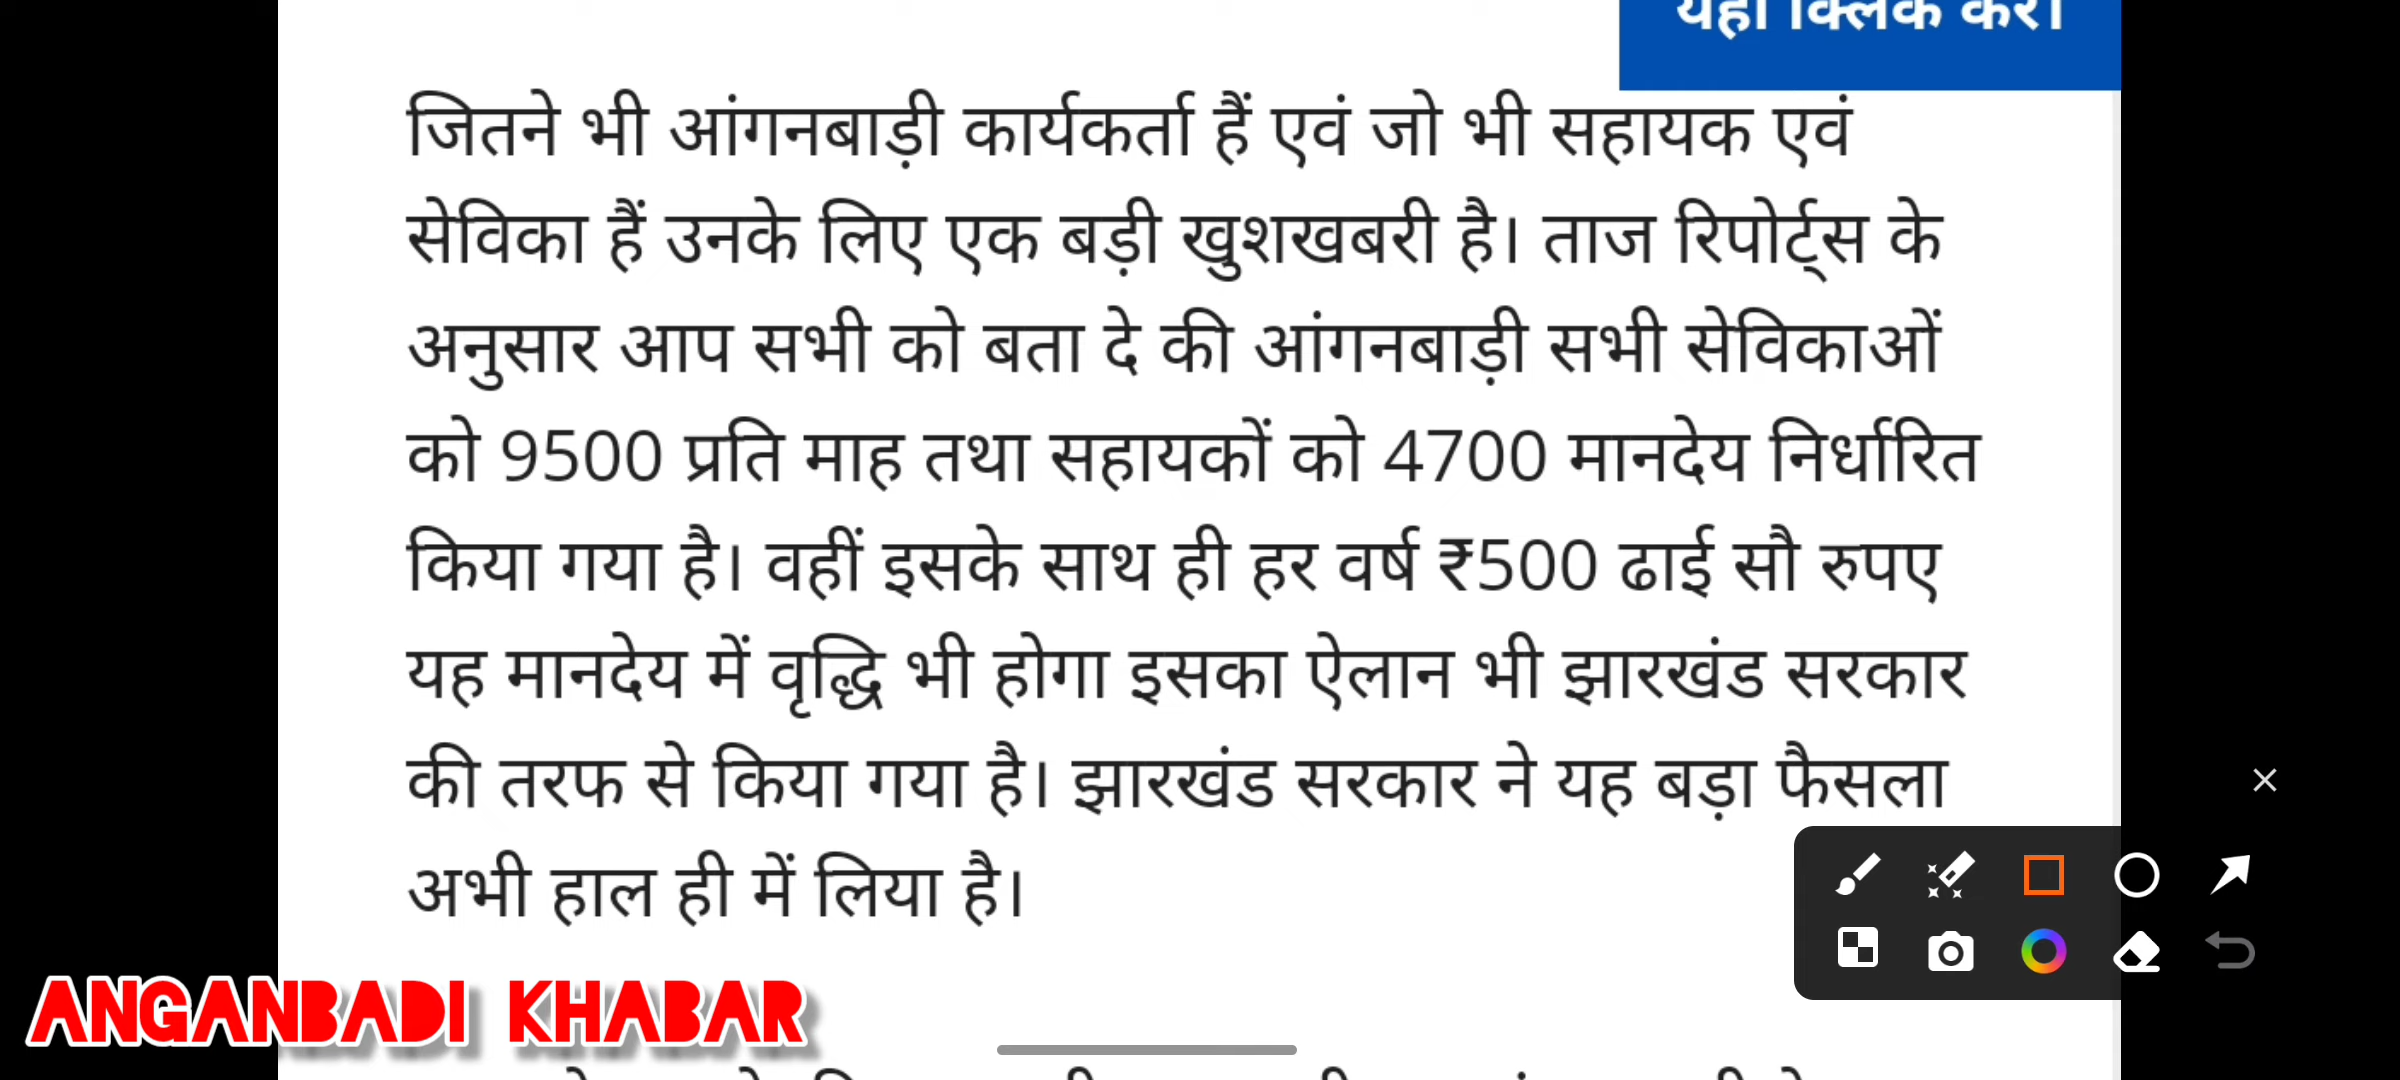 यहां क्लिक करें।
जितने भी आंगनबाड़ी कार्यकर्ता हैं एवं जो भी सहायक एवं
सेविका हैं उनके लिए एक बड़ी खुशखबरी है। ताज रिपोर्ट्स के
अनुसार आप सभी को बता दे की आंगनबाड़ी सभी सेविकाओं
को 9500 प्रति माह तथा सहायकों को 4700 मानदेय निर्धारित
किया गया है। वहीं इसके साथ ही हर वर्ष ₹500 ढाई सौ रुपए
यह मानदेय में वृद्धि भी होगा इसका ऐलान भी झारखंड सरकार
की तरफ से किया गया है। झारखंड सरकार ने यह बड़ा फैसला
अभी हाल ही में लिया है।
ANGANBADI KHABAR